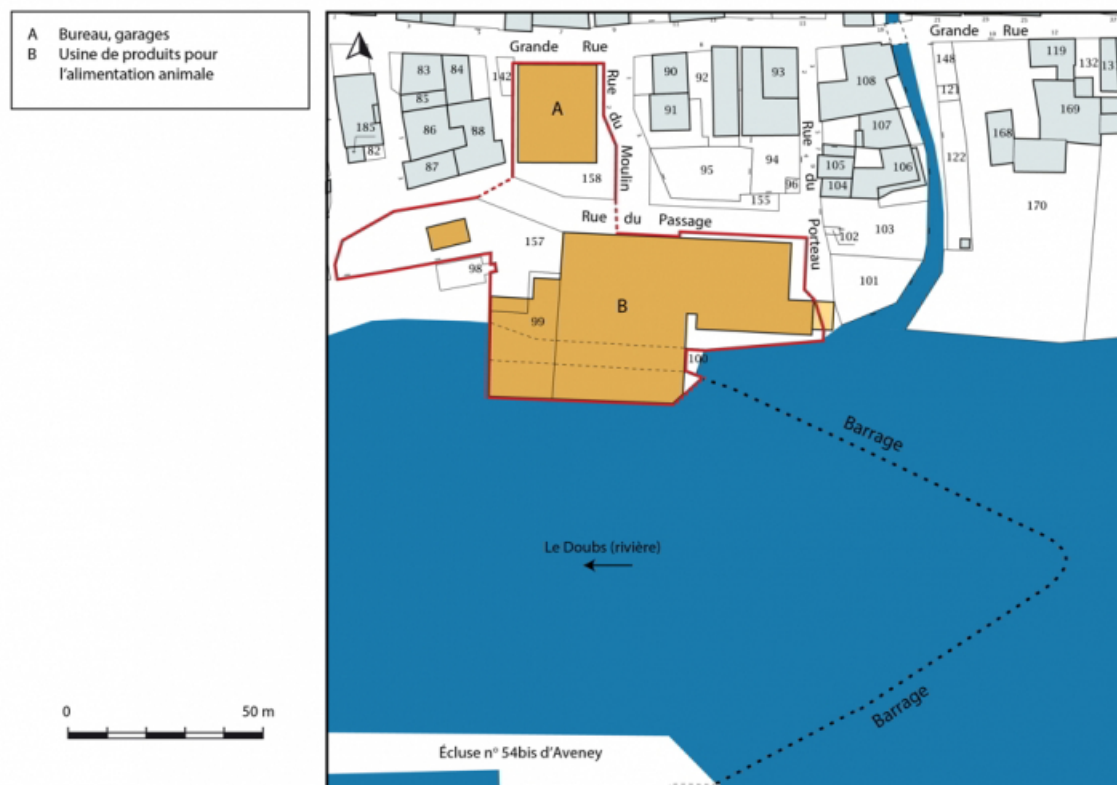 A Bureau, garages
B Usine de produits pour
l'alimentation animale
0 50 m
Grande Rue
Grande Rue
83
84
142
85
86
88
87
185
82
A
158
Rue du Moulin
90
92
93
91
95
94
96
155
Rue du Porteau
108
107
106
105
104
103
102
101
148
121
122
119
132
169
168
170
Rue du Passage
157
98
99
B
100
Barrage
Le Doubs (rivière)
Barrage
Écluse nº 54bis d'Aveney